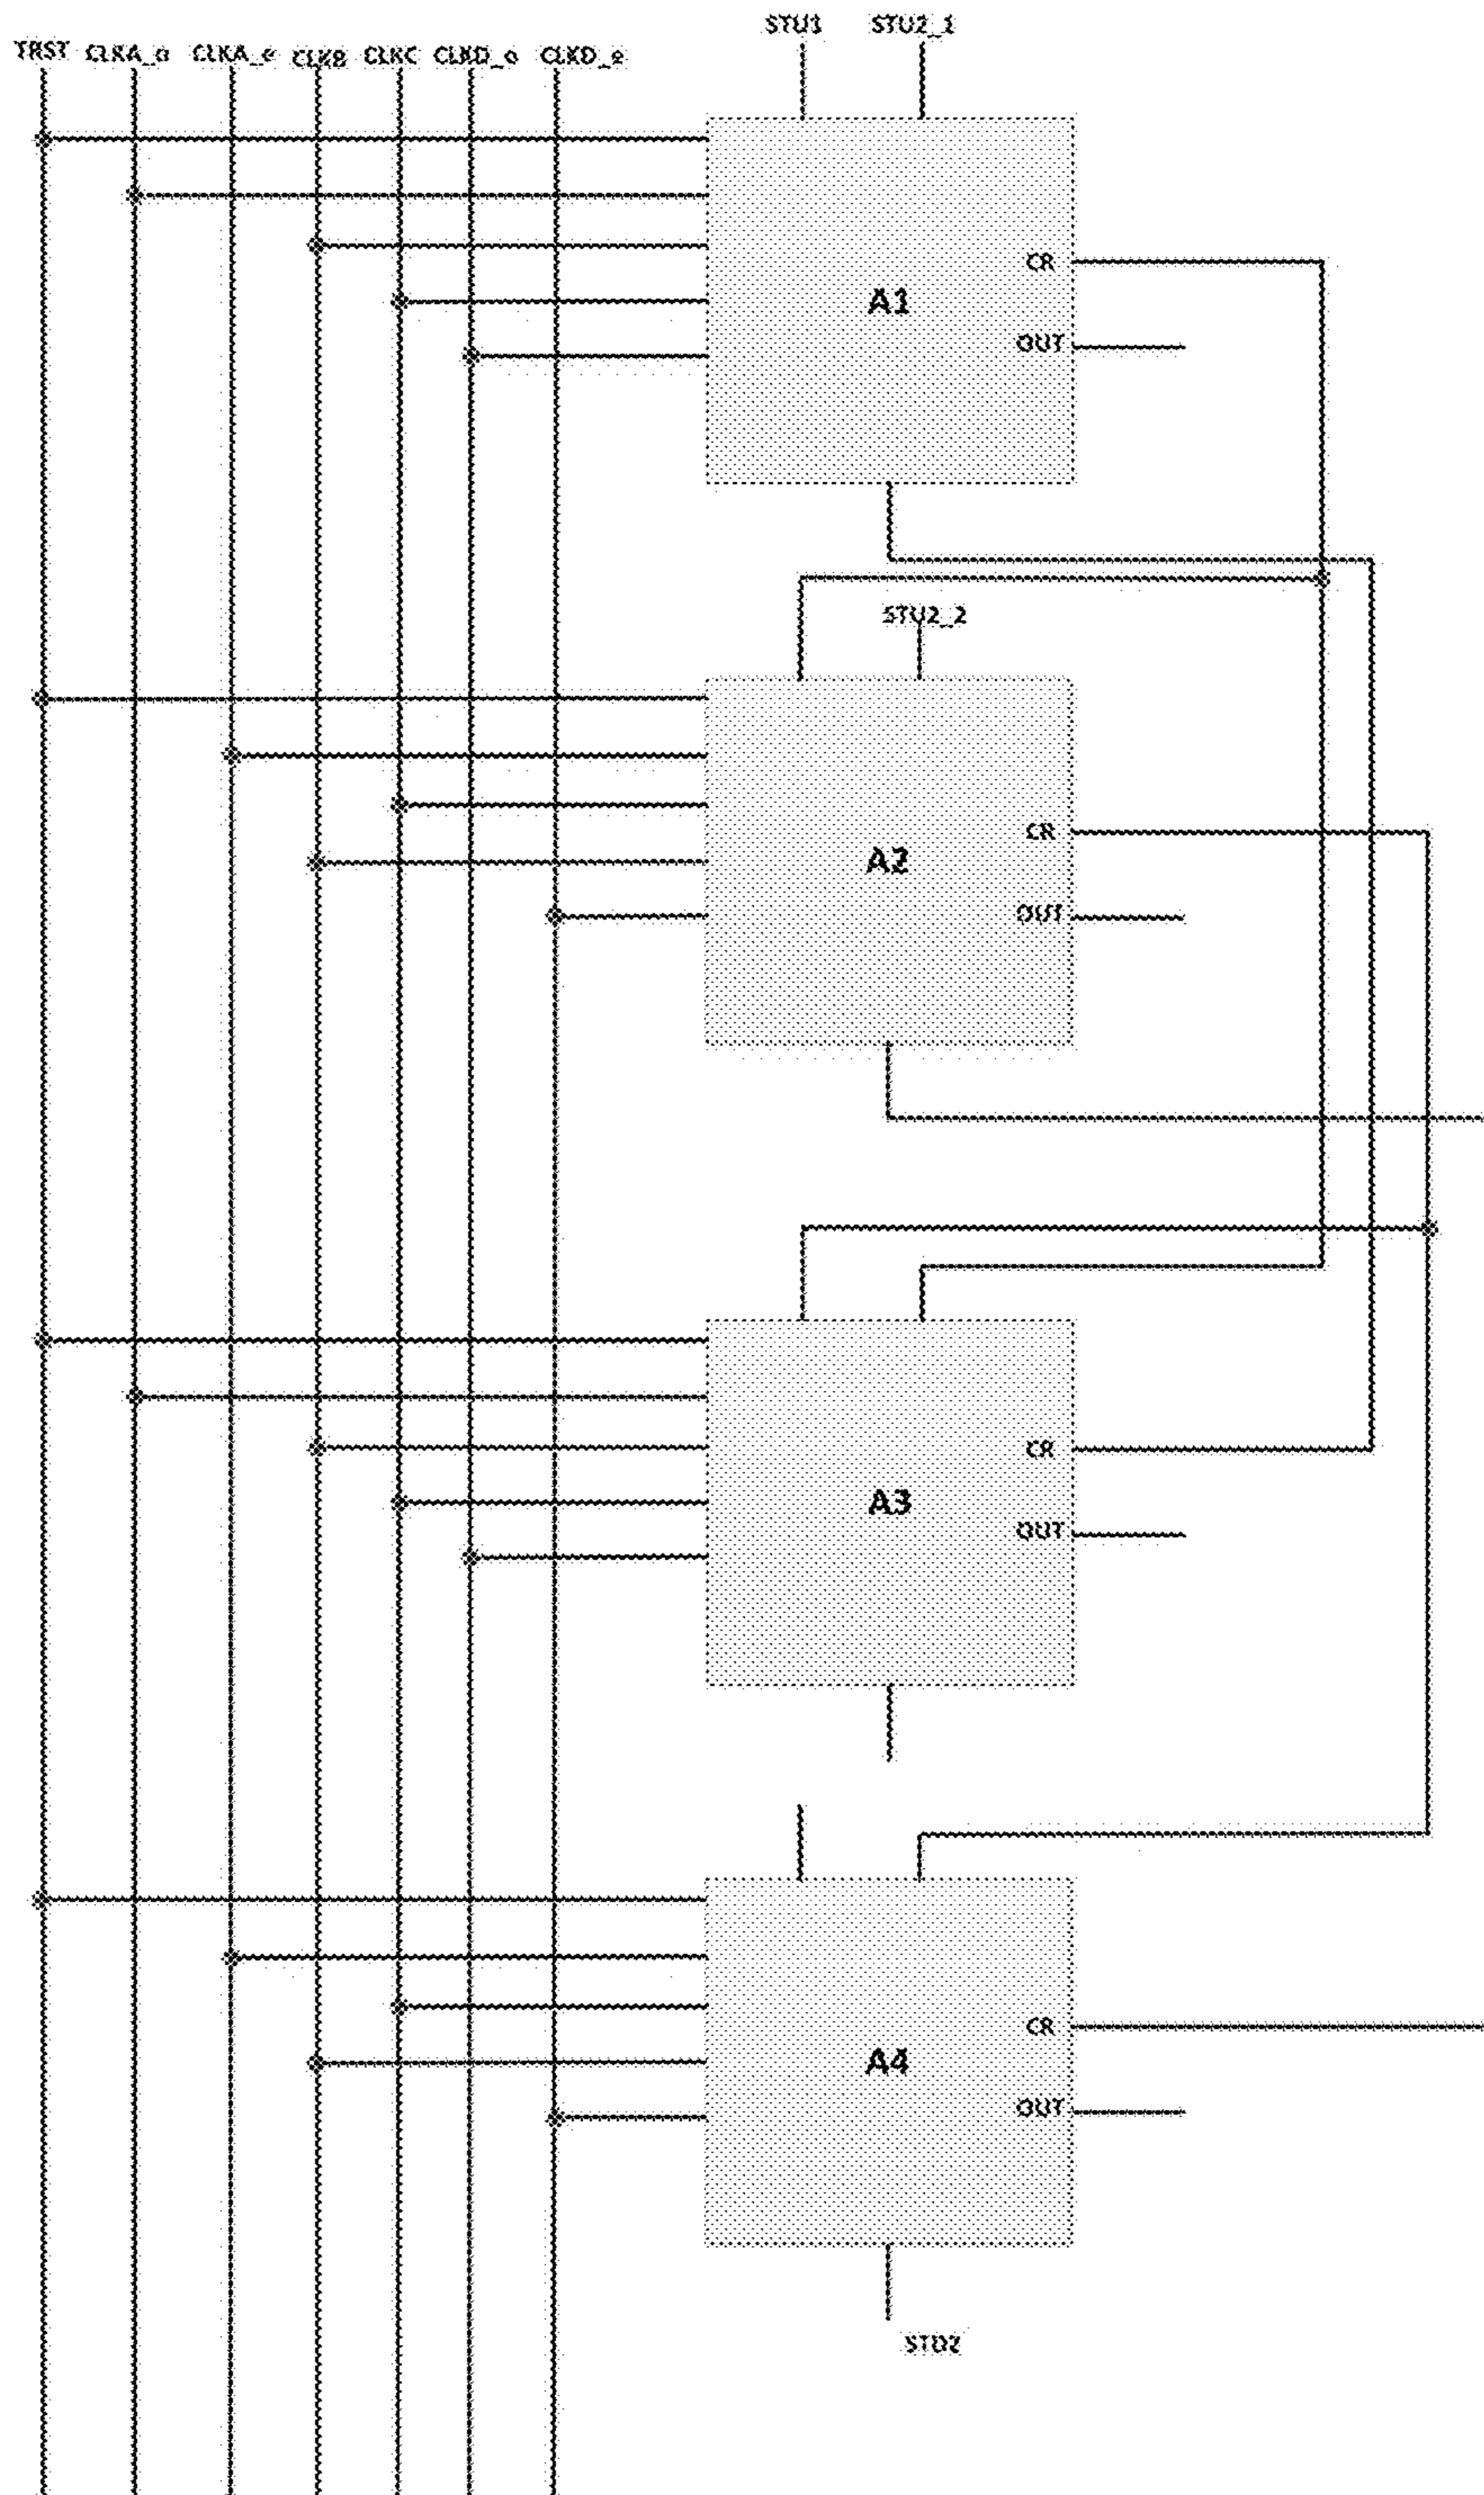 STU1 STU2_1
TRST CLKA_o CLKA_e CLKB CLKC CLKD_o CLKD_e
CR
A1
OUT
STU2_2
CR
A2
OUT
CR
A3
OUT
CR
A4
OUT
STD2